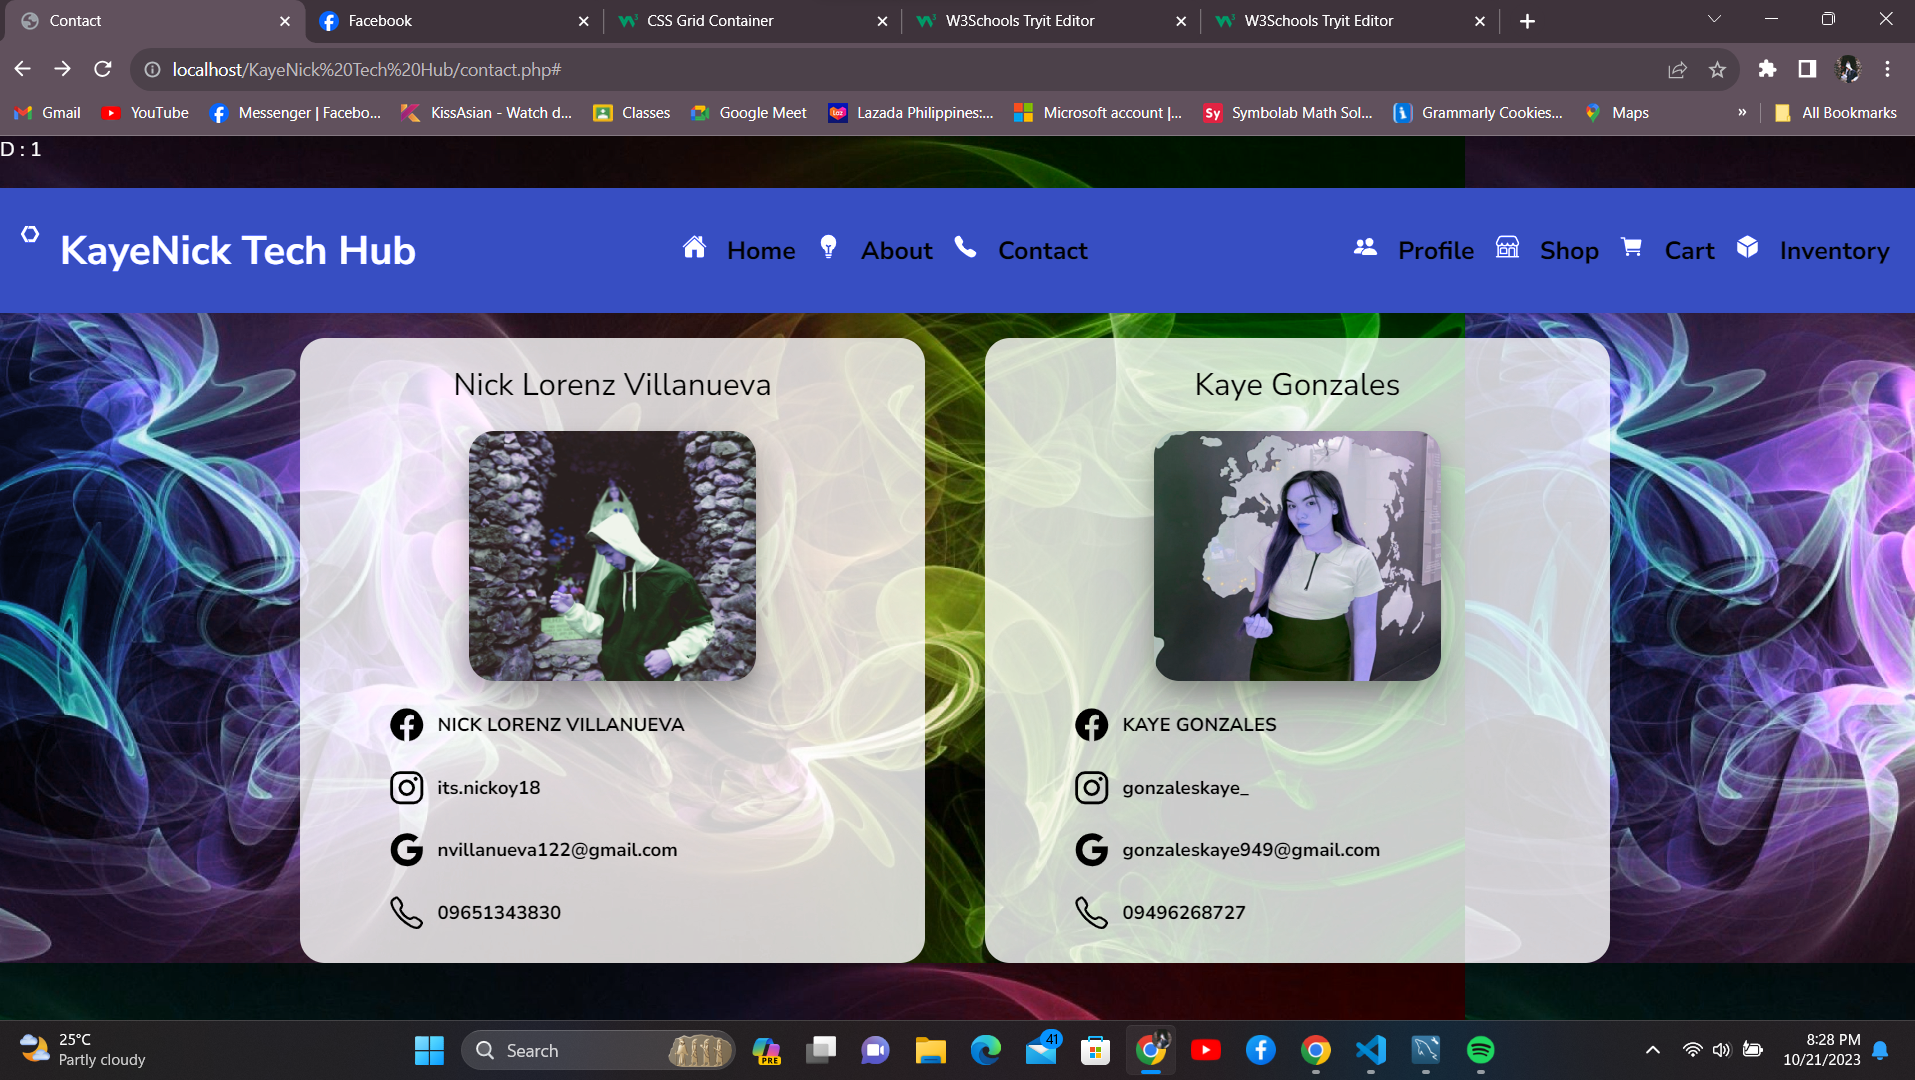 Contact
Facebook
CSS Grid Container
W3Schools Tryit Editor
W3Schools Tryit Editor
localhost/KayeNick%20Tech%20Hub/contact.php#
Gmail
YouTube
Messenger | Facebo...
KissAsian - Watch d...
Classes
Google Meet
Laz
Lazada Philippines:...
Microsoft account |...
Sy
Symbolab Math Sol...
Grammarly Cookies...
Maps
»
All Bookmarks
D : 1
KayeNick Tech Hub
Home
About
Contact
Profile
Shop
Cart
Inventory
Nick Lorenz Villanueva
NICK LORENZ VILLANUEVA
its.nickoy18
nvillanueva122@gmail.com
09651343830
Kaye Gonzales
KAYE GONZALES
gonzaleskaye_
gonzaleskaye949@gmail.com
09496268727
25°C
Partly cloudy
Search
PRE
41
8:28 PM
10/21/2023